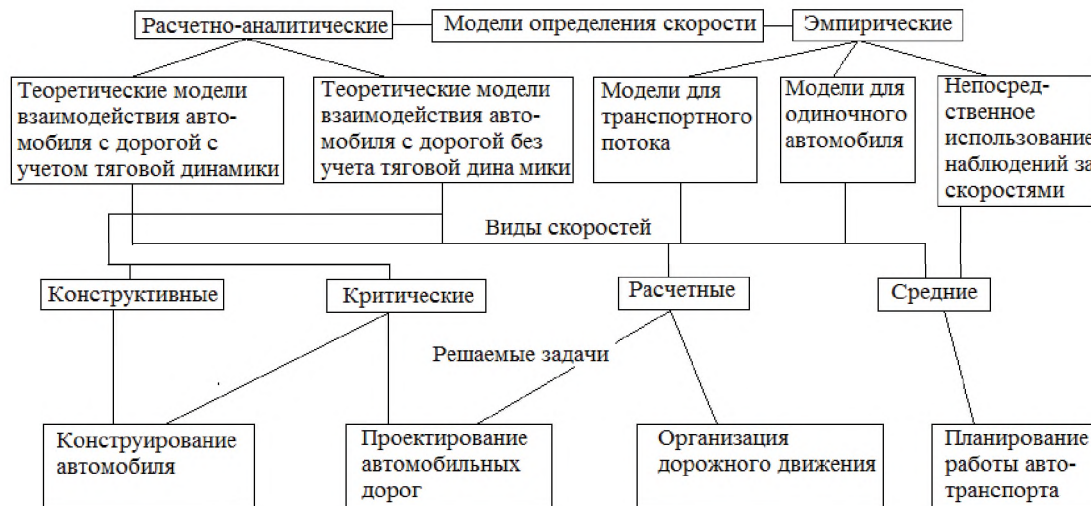 Расчетно-аналитические
Модели определения скорости
Эмпирические
Теоретические модели
взаимодействия авто-
мобиля с дорогой с
учетом тяговой динамики
Теоретические модели
взаимодействия авто-
мобиля с дорогой без
учета тяговой дина мики
Модели для
транспортного
потока
Модели для
одиночного
автомобиля
Непосред-
ственное
использование
наблюдений за
скоростями
Виды скоростей
Конструктивные
Критические
Расчетные
Средние
Решаемые задачи
Конструирование
автомобиля
Проектирование
автомобильных
дорог
Организация
дорожного движения
Планирование
работы авто-
транспорта